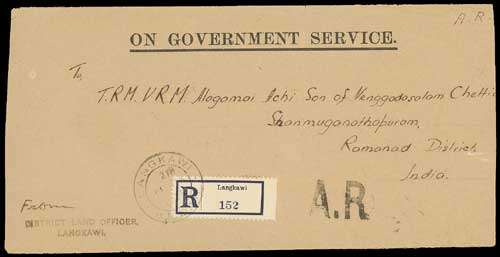 A.R.
ON GOVERNMENT SERVICE.
To,
T.R.M. V.R.M. Alagamai Ichi Son of Venggadasalam Chetti
Shanmuganathapuram,
Ramanad District
India.
LANGKAWI
R
Langkawi
152
A.R.
From
DISTRICT LAND OFFICER,
LANGKAWI.